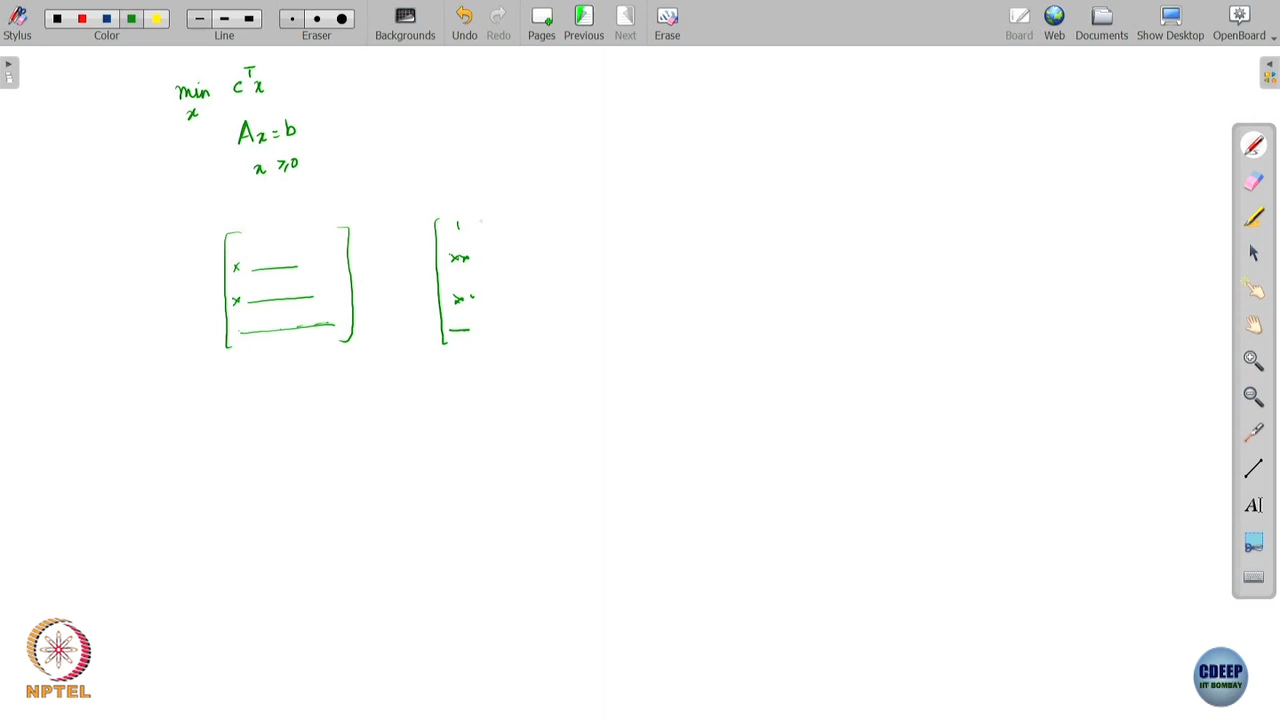 Stylus Color Line Eraser Backgrounds Undo Redo Pages Previous Next Erase Board Web Documents Show Desktop OpenBoard
min c^T x
x
Ax = b
x ≥ 0
x
x
NPTEL
CDEEP
IIT BOMBAY